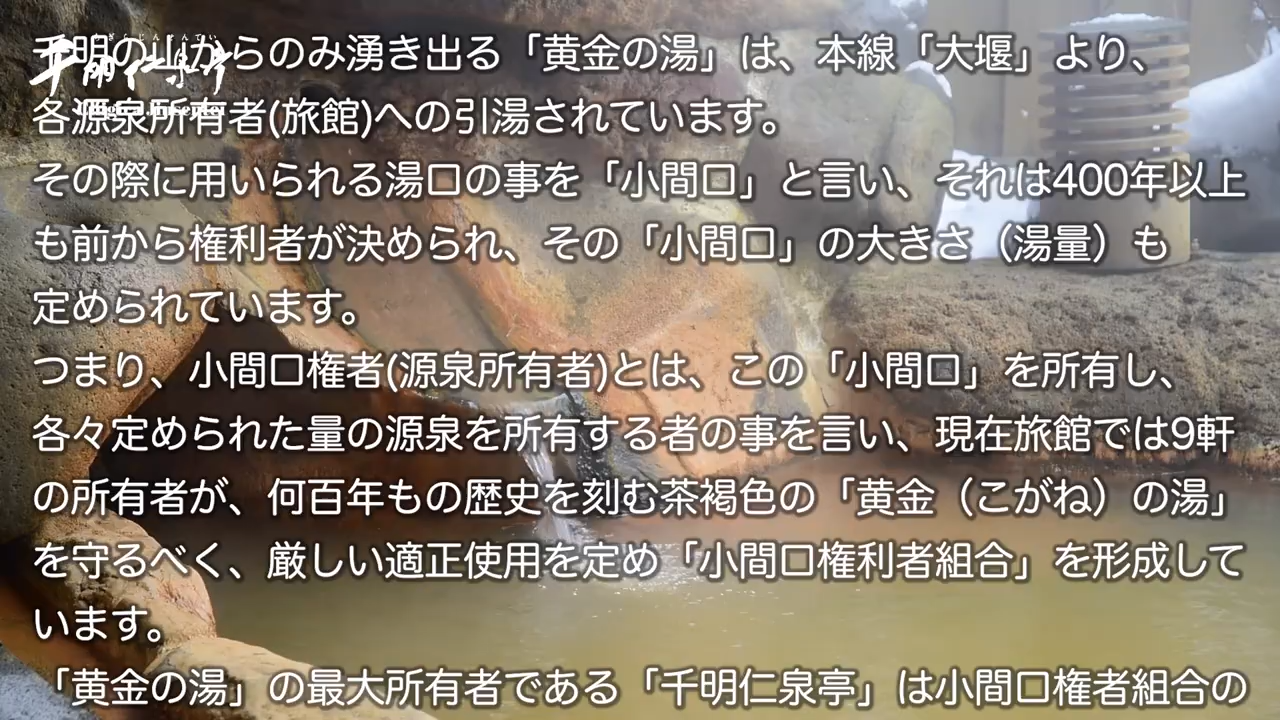 千明の山からのみ湧き出る「黄金の湯」は、本線「大堰」より、
各源泉所有者(旅館)への引湯されています。
その際に用いられる湯口の事を「小間口」と言い、それは400年以上
も前から権利者が決められ、その「小間口」の大きさ（湯量）も
定められています。
つまり、小間口権者(源泉所有者)とは、この「小間口」を所有し、
各々定められた量の源泉を所有する者の事を言い、現在旅館では9軒
の所有者が、何百年もの歴史を刻む茶褐色の「黄金（こがね）の湯」
を守るべく、厳しい適正使用を定め「小間口権利者組合」を形成して
います。
「黄金の湯」の最大所有者である「千明仁泉亭」は小間口権者組合の